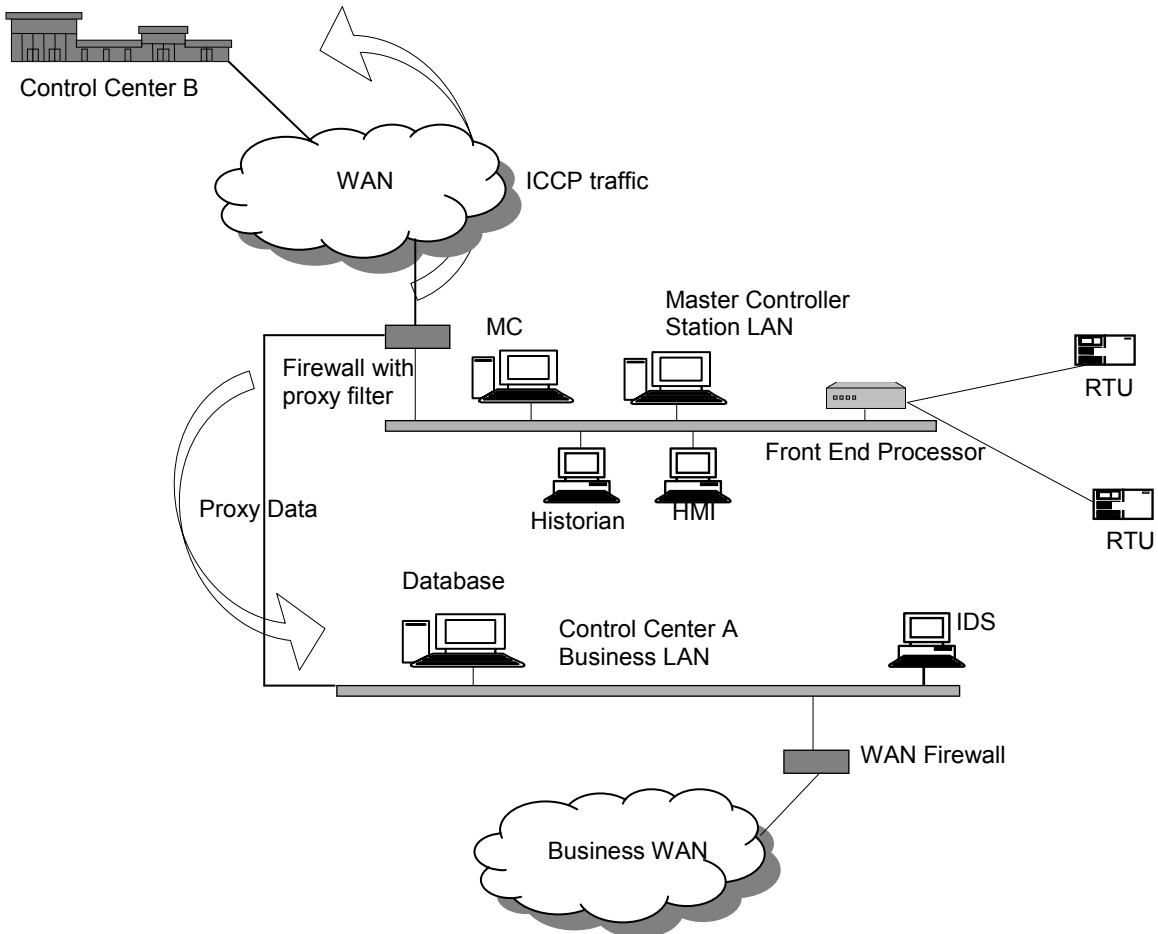 Control Center B
WAN
ICCP traffic
Master Controller
Station LAN
MC
Firewall with
proxy filter
RTU
Front End Processor
Proxy Data
Historian
HMI
RTU
Database
Control Center A
Business LAN
IDS
WAN Firewall
Business WAN